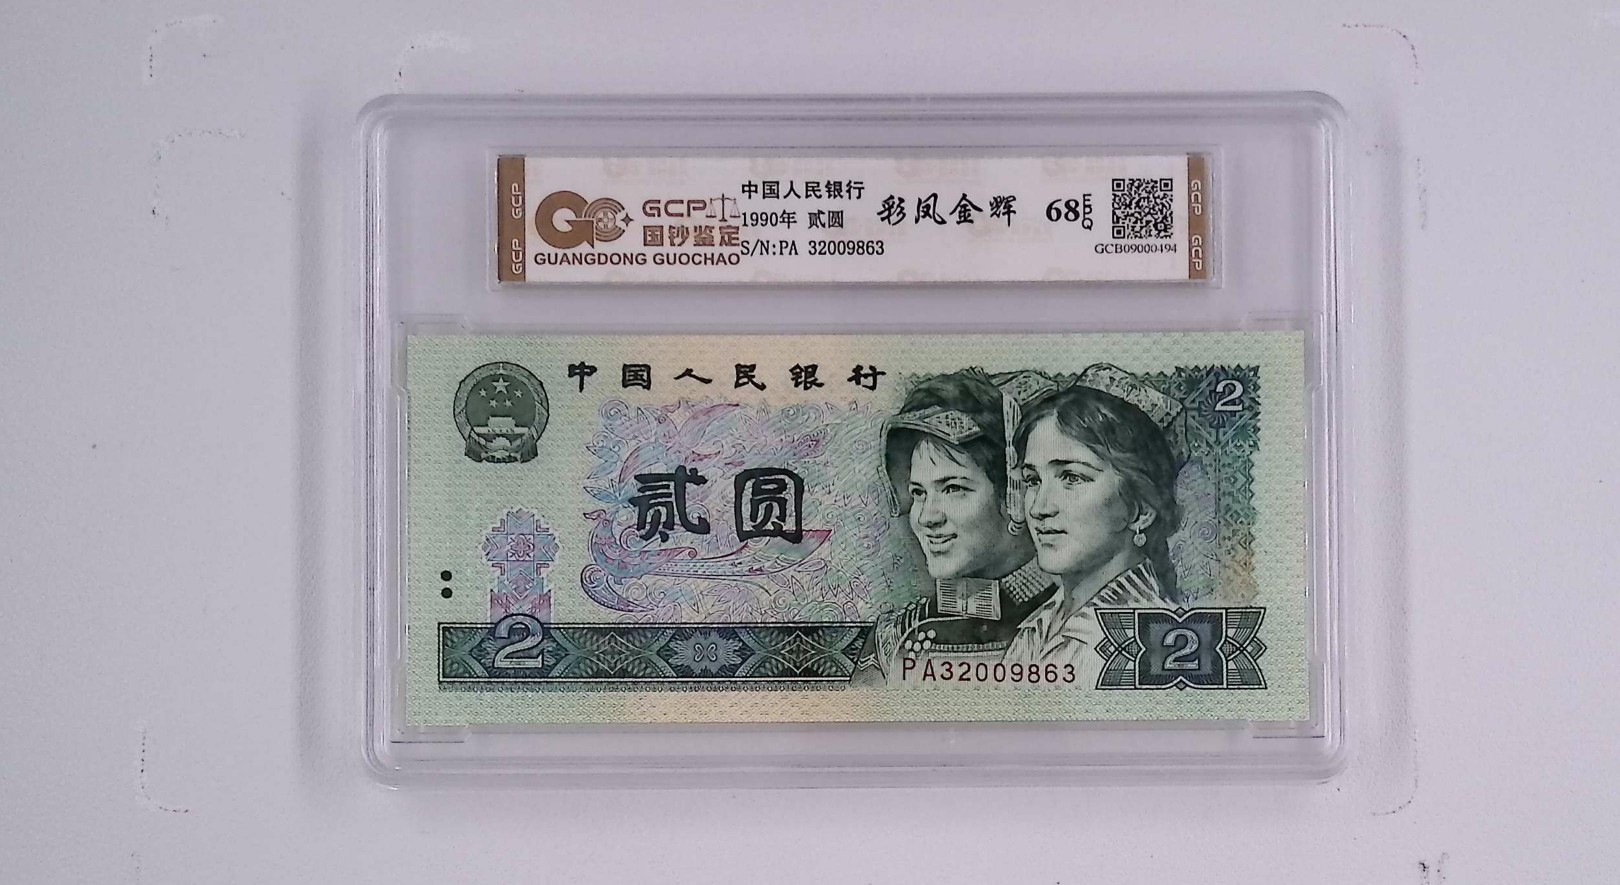 GCP GCP
GCP
国钞鉴定
GUANGDONG GUOCHAO
中国人民银行
1990年 贰圆
S/N:PA 32009863
彩凤金辉
68 EPQ
GCB09000494
GCP GCP
中国人民银行
2
贰圆
2
PA32009863
2